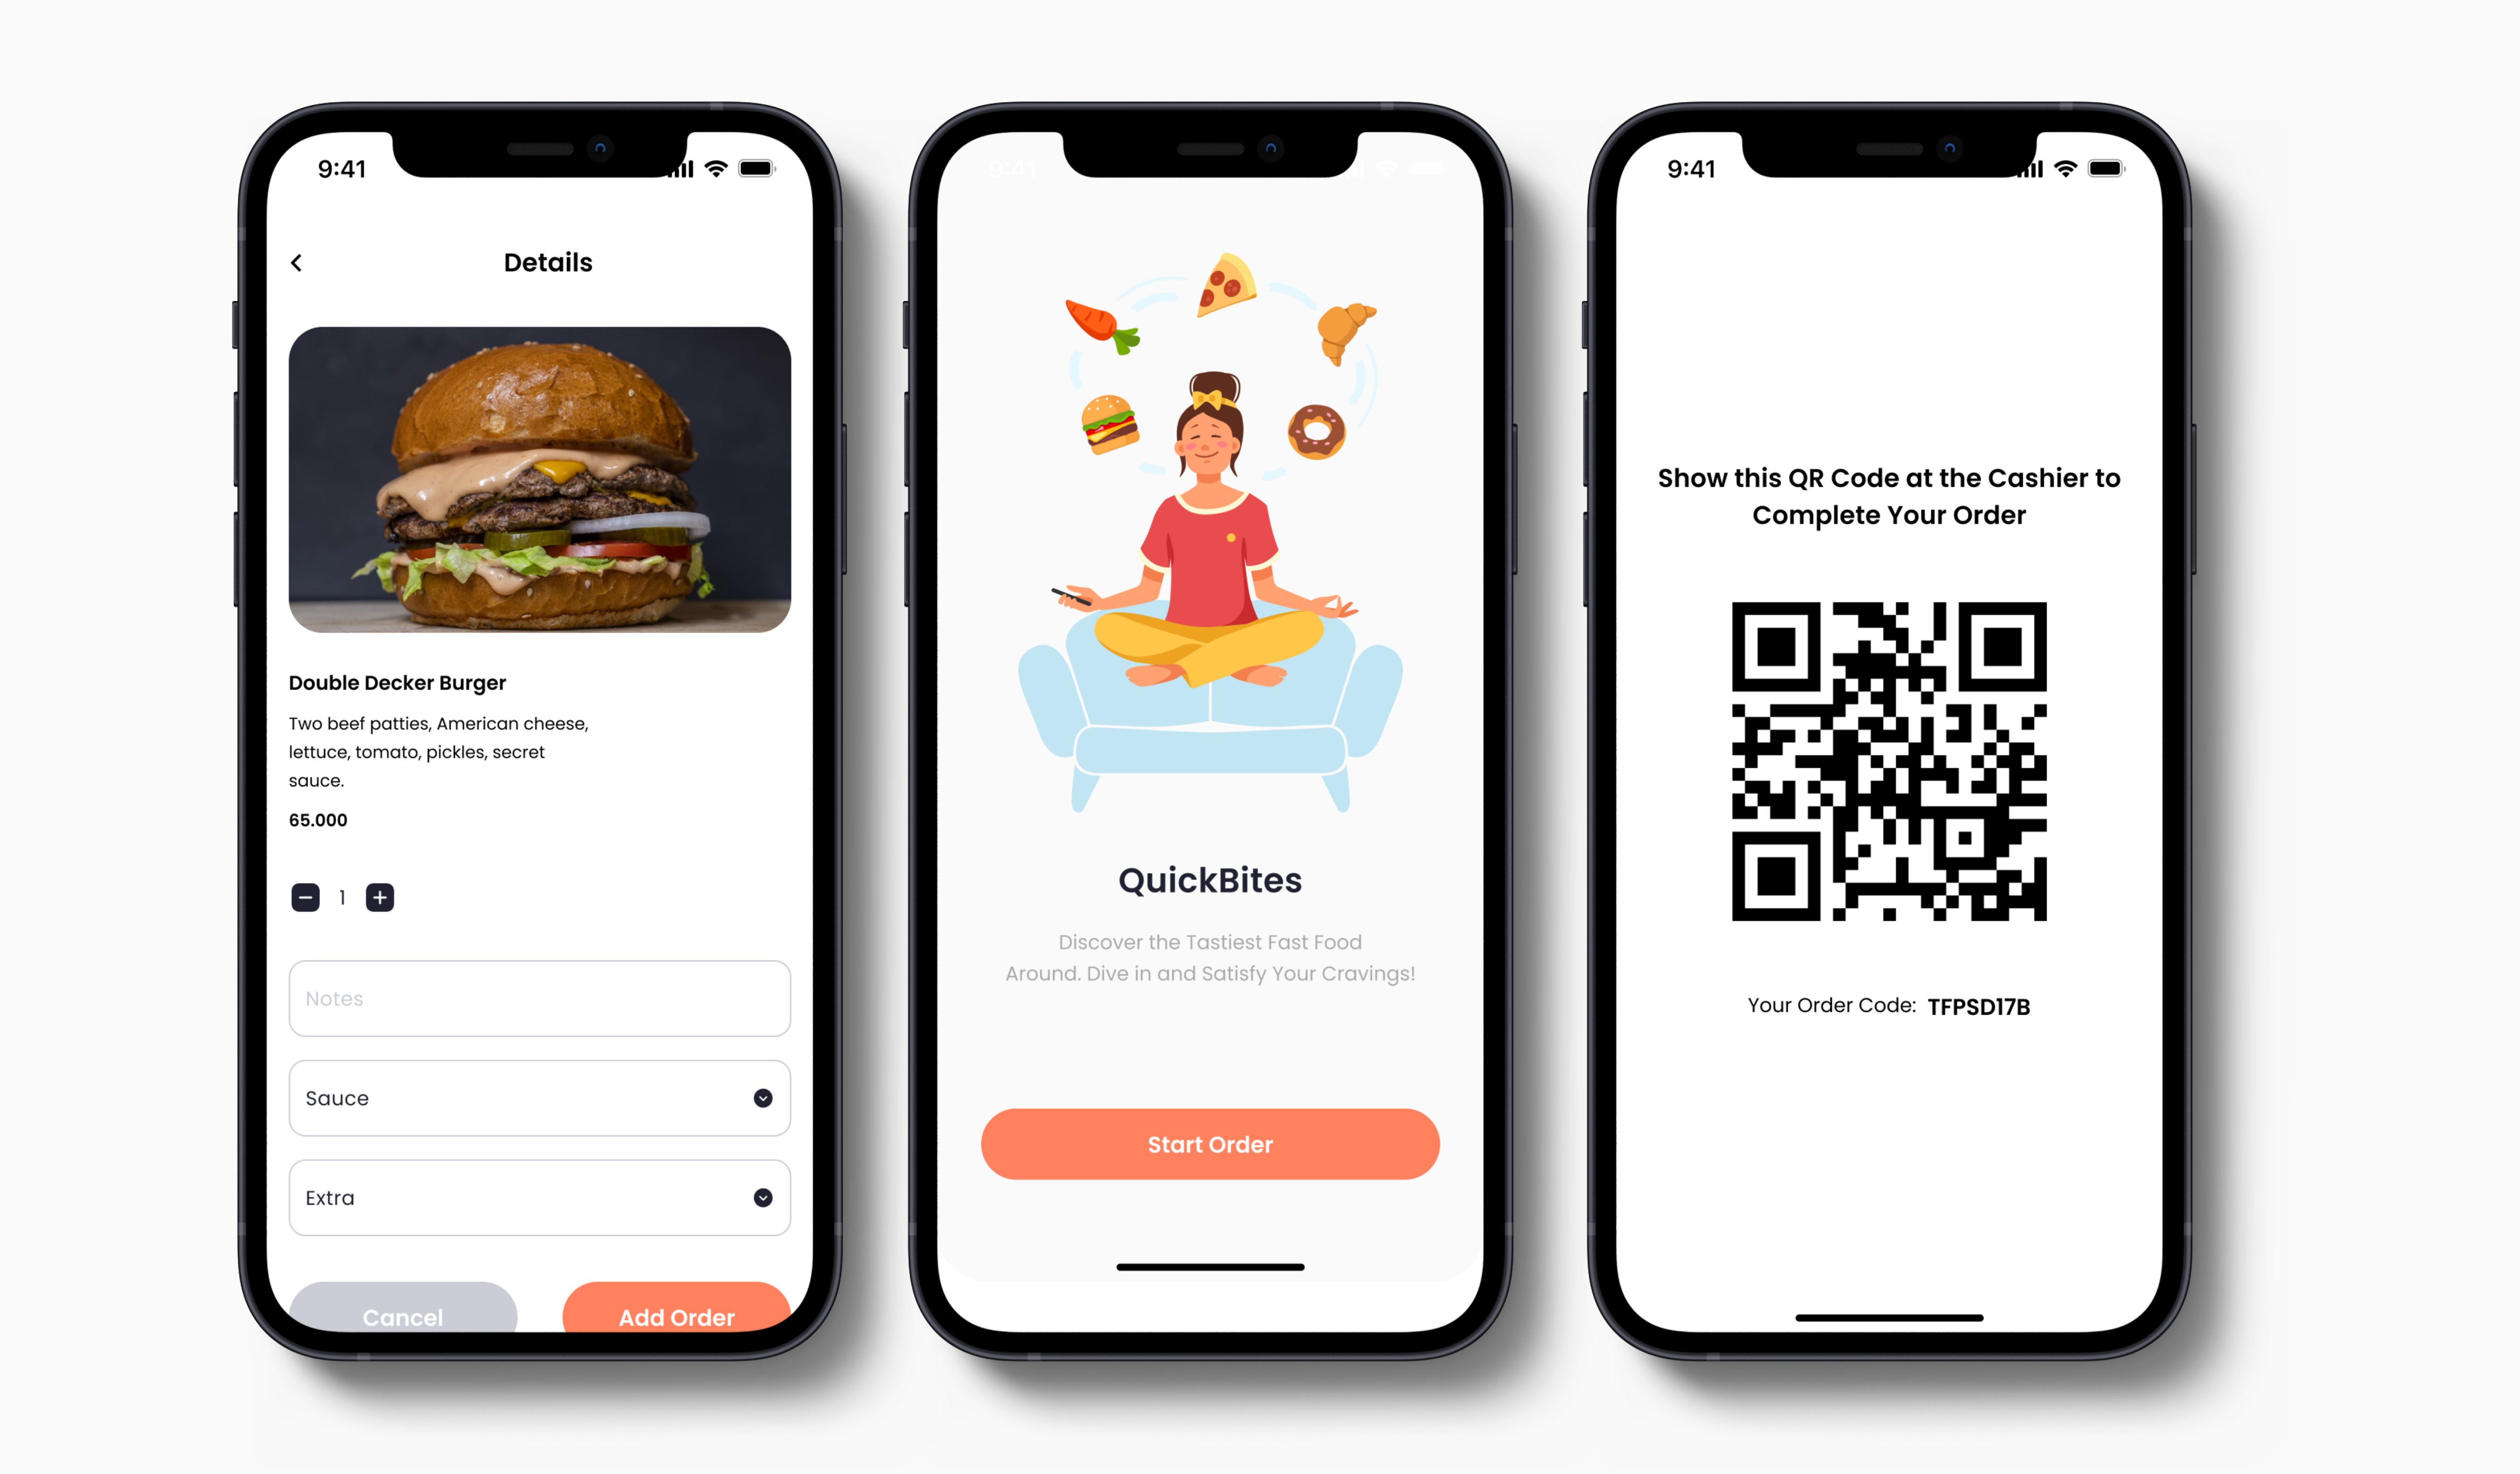 9:41
Details
Double Decker Burger
Two beef patties, American cheese,
lettuce, tomato, pickles, secret
sauce.
65.000
1
Notes
Sauce
Extra
Cancel
Add Order
9:41
QuickBites
Discover the Tastiest Fast Food
Around. Dive in and Satisfy Your Cravings!
Start Order
9:41
Show this QR Code at the Cashier to
Complete Your Order
Your Order Code: TFPSD17B